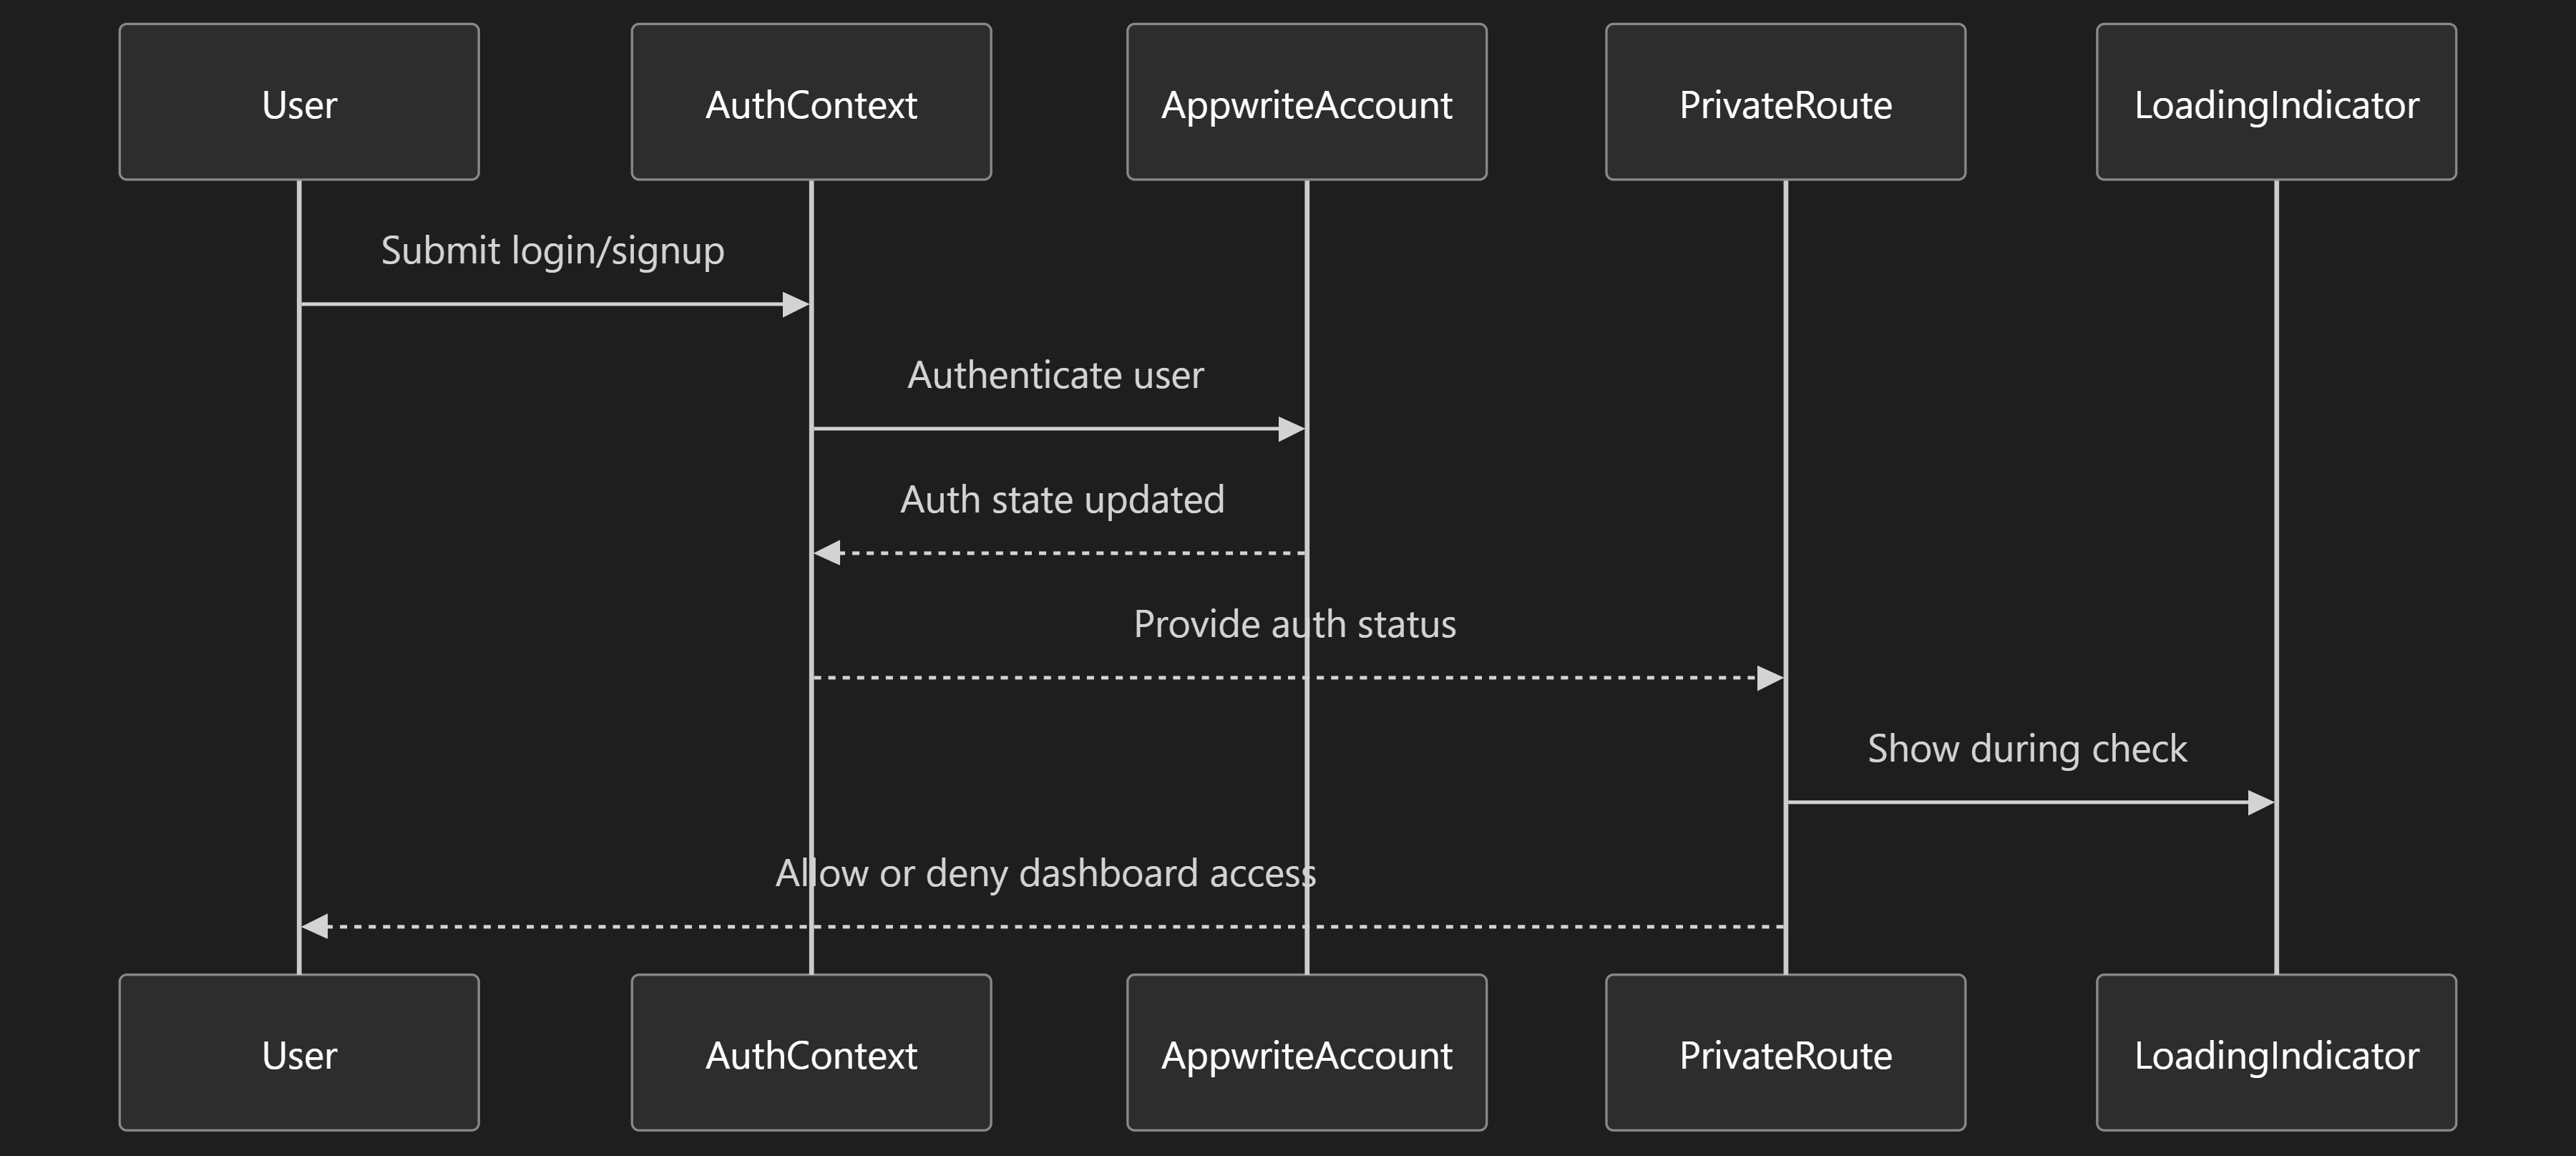 User
AuthContext
AppwriteAccount
PrivateRoute
LoadingIndicator
Submit login/signup
Authenticate user
Auth state updated
Provide auth status
Show during check
Allow or deny dashboard access
User
AuthContext
AppwriteAccount
PrivateRoute
LoadingIndicator